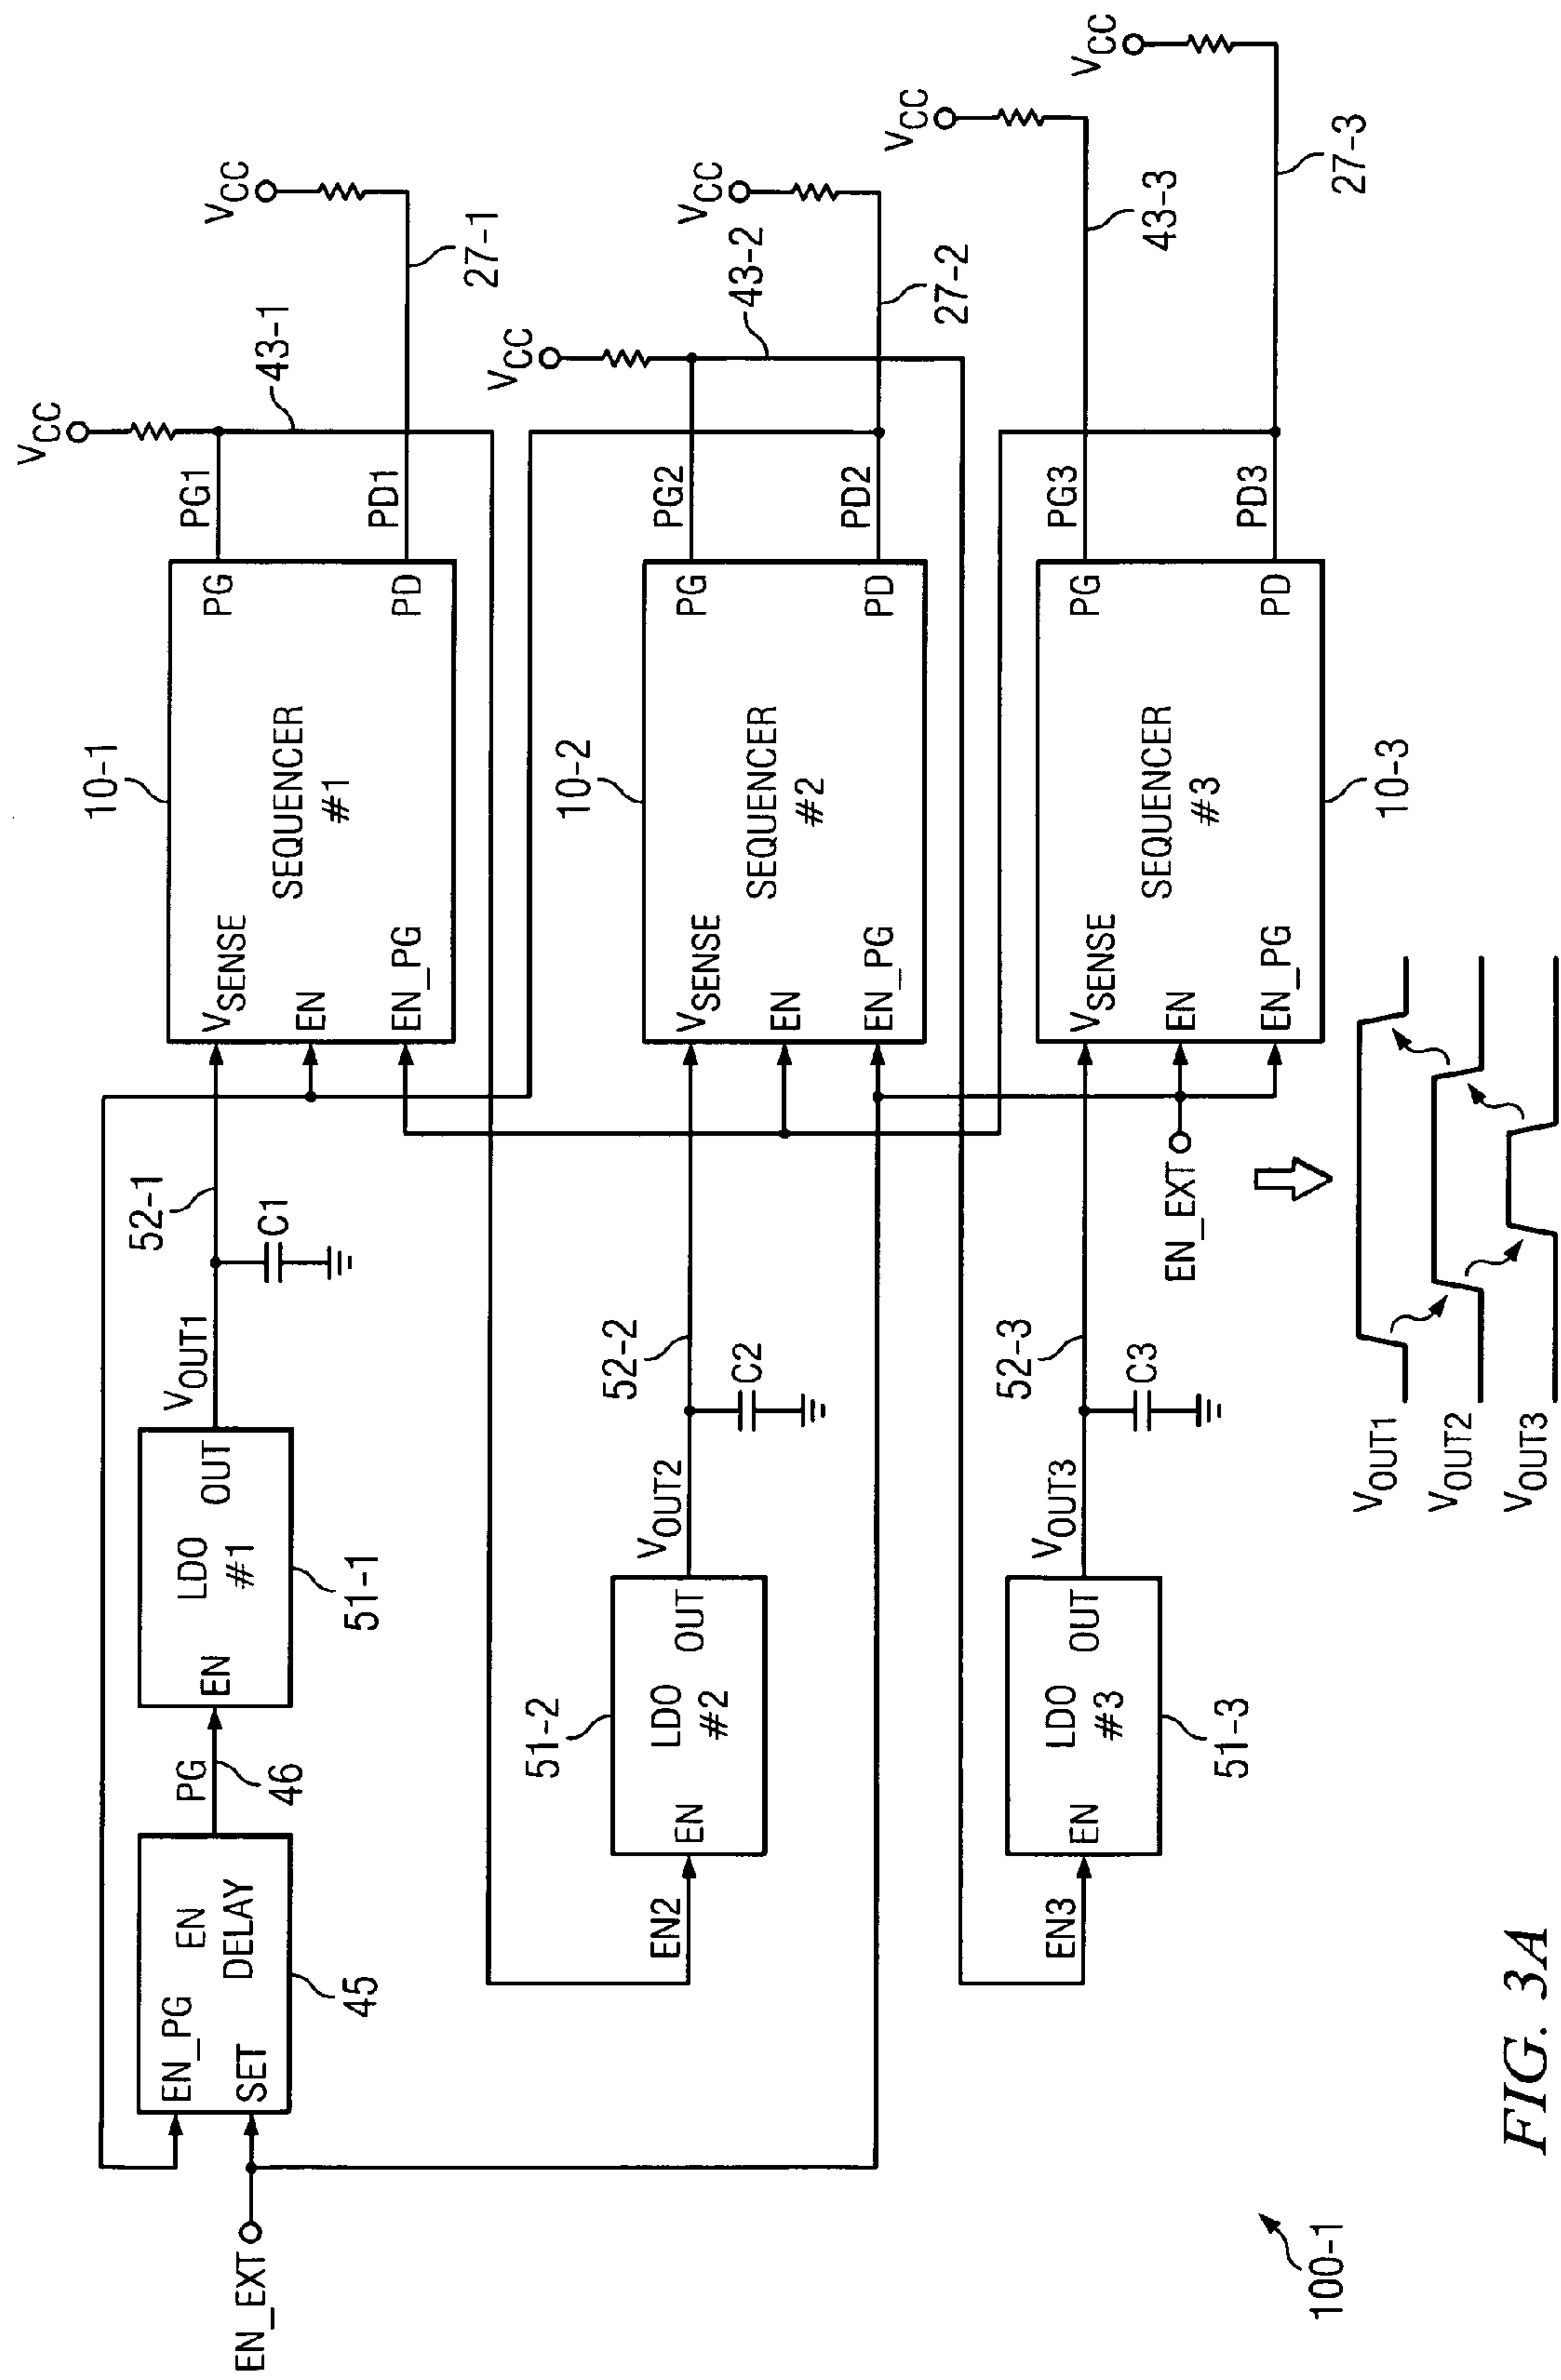 VCC
43-1
VCC
27-1
10-1
PG1
PD1
VSENSE
EN
EN_PG
SEQUENCER
#1
PG
PD
EN_PG
SET
EN
DELAY
45
PG
46
EN
LDO
#1
OUT
51-1
VOUT1
52-1
C1
EN_EXT
VCC
43-2
VCC
27-2
10-2
PG2
PD2
VSENSE
EN
EN_PG
SEQUENCER
#2
PG
PD
EN2
51-2
EN
LDO
#2
OUT
VOUT2
52-2
C2
VCC
43-3
VCC
27-3
PG3
PD3
VSENSE
EN
EN_PG
SEQUENCER
#3
PG
PD
10-3
EN3
EN
LDO
#3
OUT
51-3
VOUT3
52-3
C3
EN_EXT
VOUT1
VOUT2
VOUT3
100-1
FIG. 3A